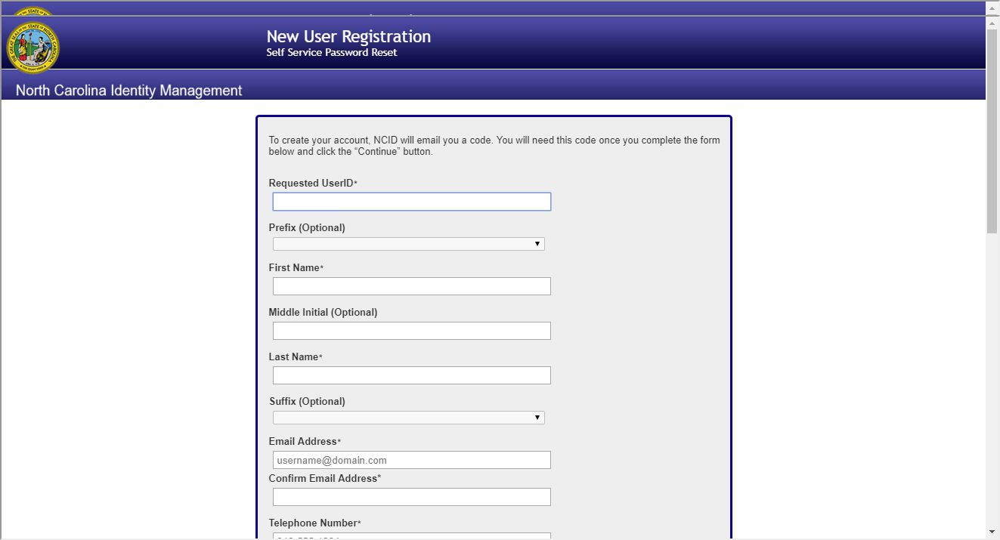 New User Registration
Self Service Password Reset
North Carolina Identity Management
To create your account, NCID will email you a code. You will need this code once you complete the form
below and click the “Continue” button.
Requested UserID*
Prefix (Optional)
First Name*
Middle Initial (Optional)
Last Name*
Suffix (Optional)
Email Address*
username@domain.com
Confirm Email Address*
Telephone Number*